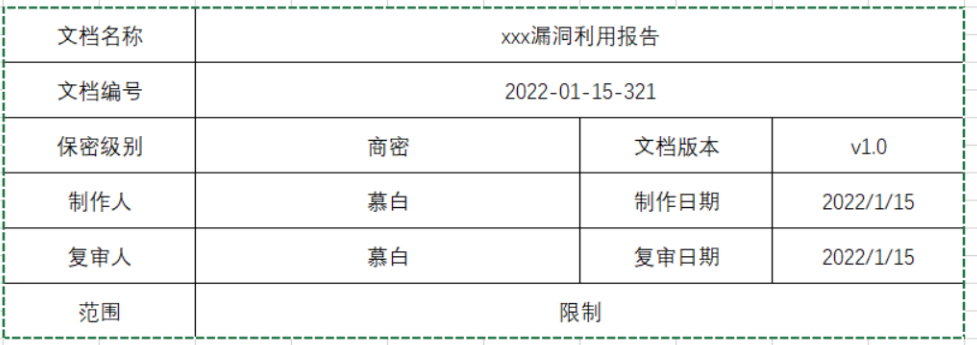 文档名称 xxx漏洞利用报告
文档编号 2022-01-15-321
保密级别 商密 文档版本 v1.0
制作人 慕白 制作日期 2022/1/15
复审人 慕白 复审日期 2022/1/15
范围 限制